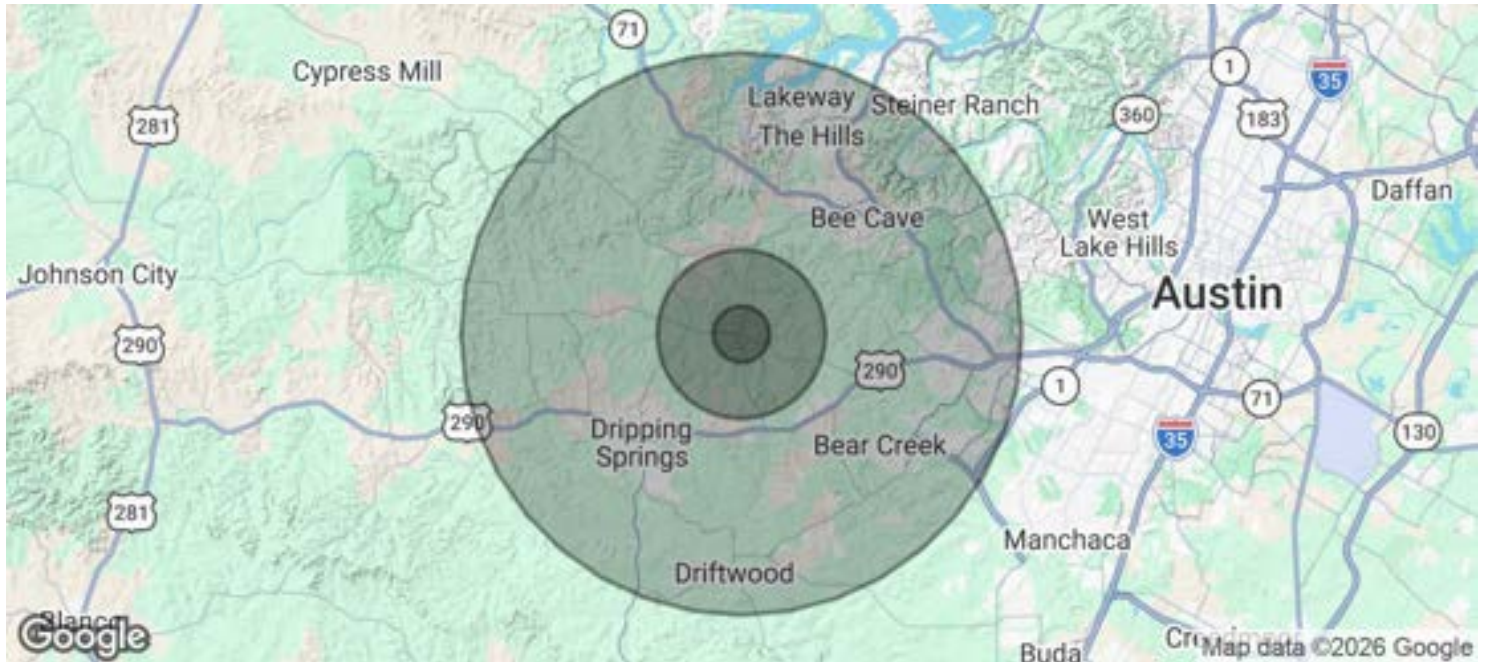 71
1
35
Cypress Mill
Lakeway
Steiner Ranch
281
360
183
The Hills
Daffan
Bee Cave
West
Lake Hills
Johnson City
Austin
290
290
1
71
290
Dripping
Springs
Bear Creek
35
130
281
Manchaca
Driftwood
Blanco
Google
Buda
Map data ©2026 Google